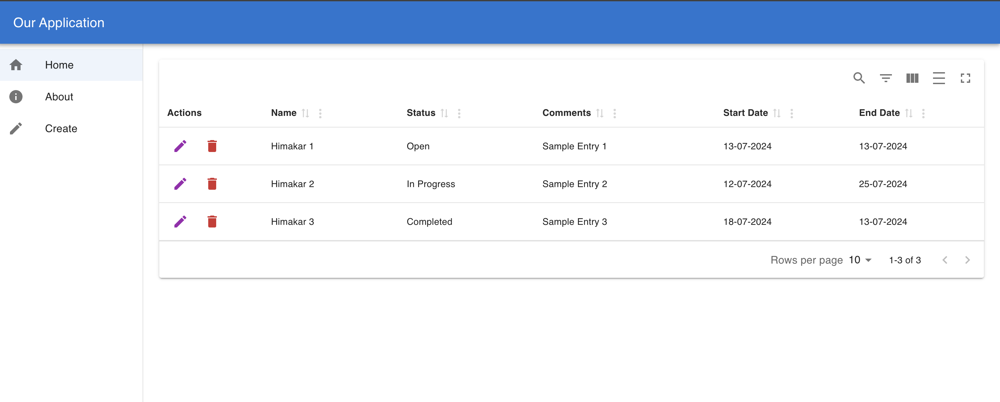 Our Application
Home
About
Create
Actions Name Status Comments Start Date End Date
Himakar 1 Open Sample Entry 1 13-07-2024 13-07-2024
Himakar 2 In Progress Sample Entry 2 12-07-2024 25-07-2024
Himakar 3 Completed Sample Entry 3 18-07-2024 13-07-2024
Rows per page 10 1-3 of 3